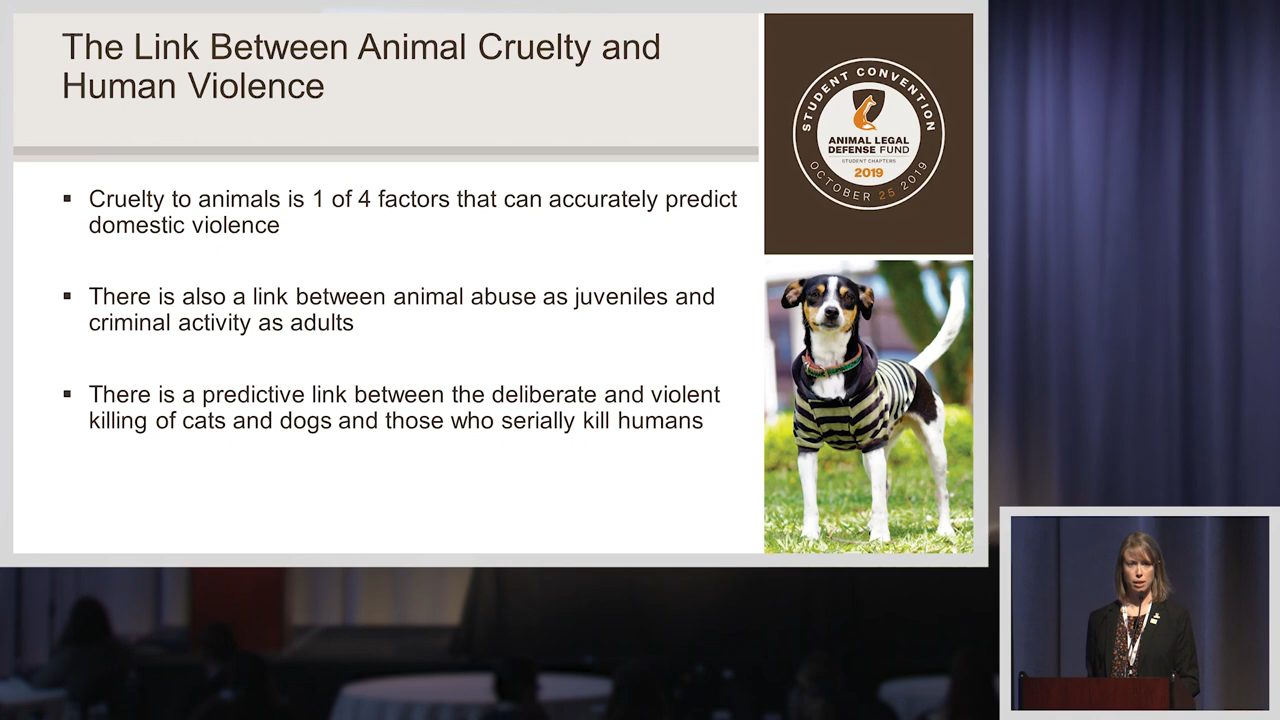 The Link Between Animal Cruelty and
Human Violence
▪ Cruelty to animals is 1 of 4 factors that can accurately predict
domestic violence
▪ There is also a link between animal abuse as juveniles and
criminal activity as adults
▪ There is a predictive link between the deliberate and violent
killing of cats and dogs and those who serially kill humans
STUDENT CONVENTION
ANIMAL LEGAL
DEFENSE FUND
STUDENT CHAPTERS
2019
OCTOBER 25 2019